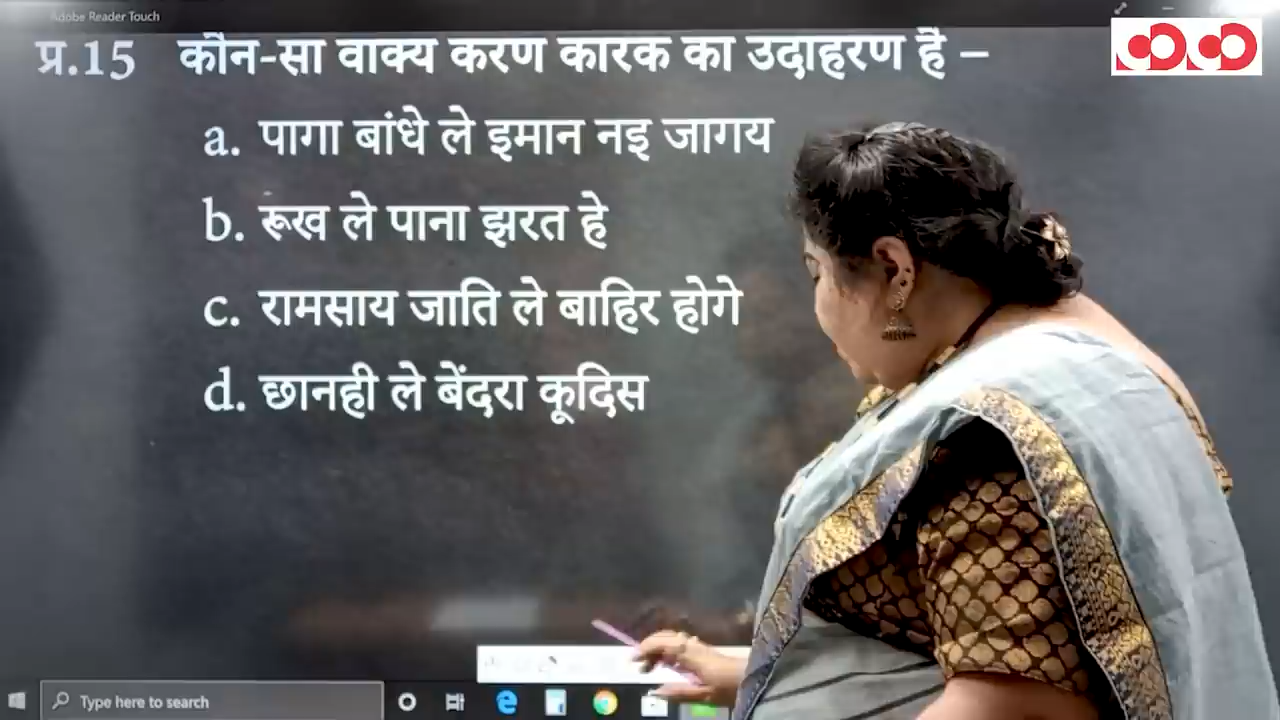 Adobe Reader Touch
प्र.15 कौन-सा वाक्य करण कारक का उदाहरण है –
a. पागा बांधे ले इमान नइ जागय
b. रूख ले पाना झरत हे
c. रामसाय जाति ले बाहिर होगे
d. छानही ले बेंदरा कूदिस
Type here to search